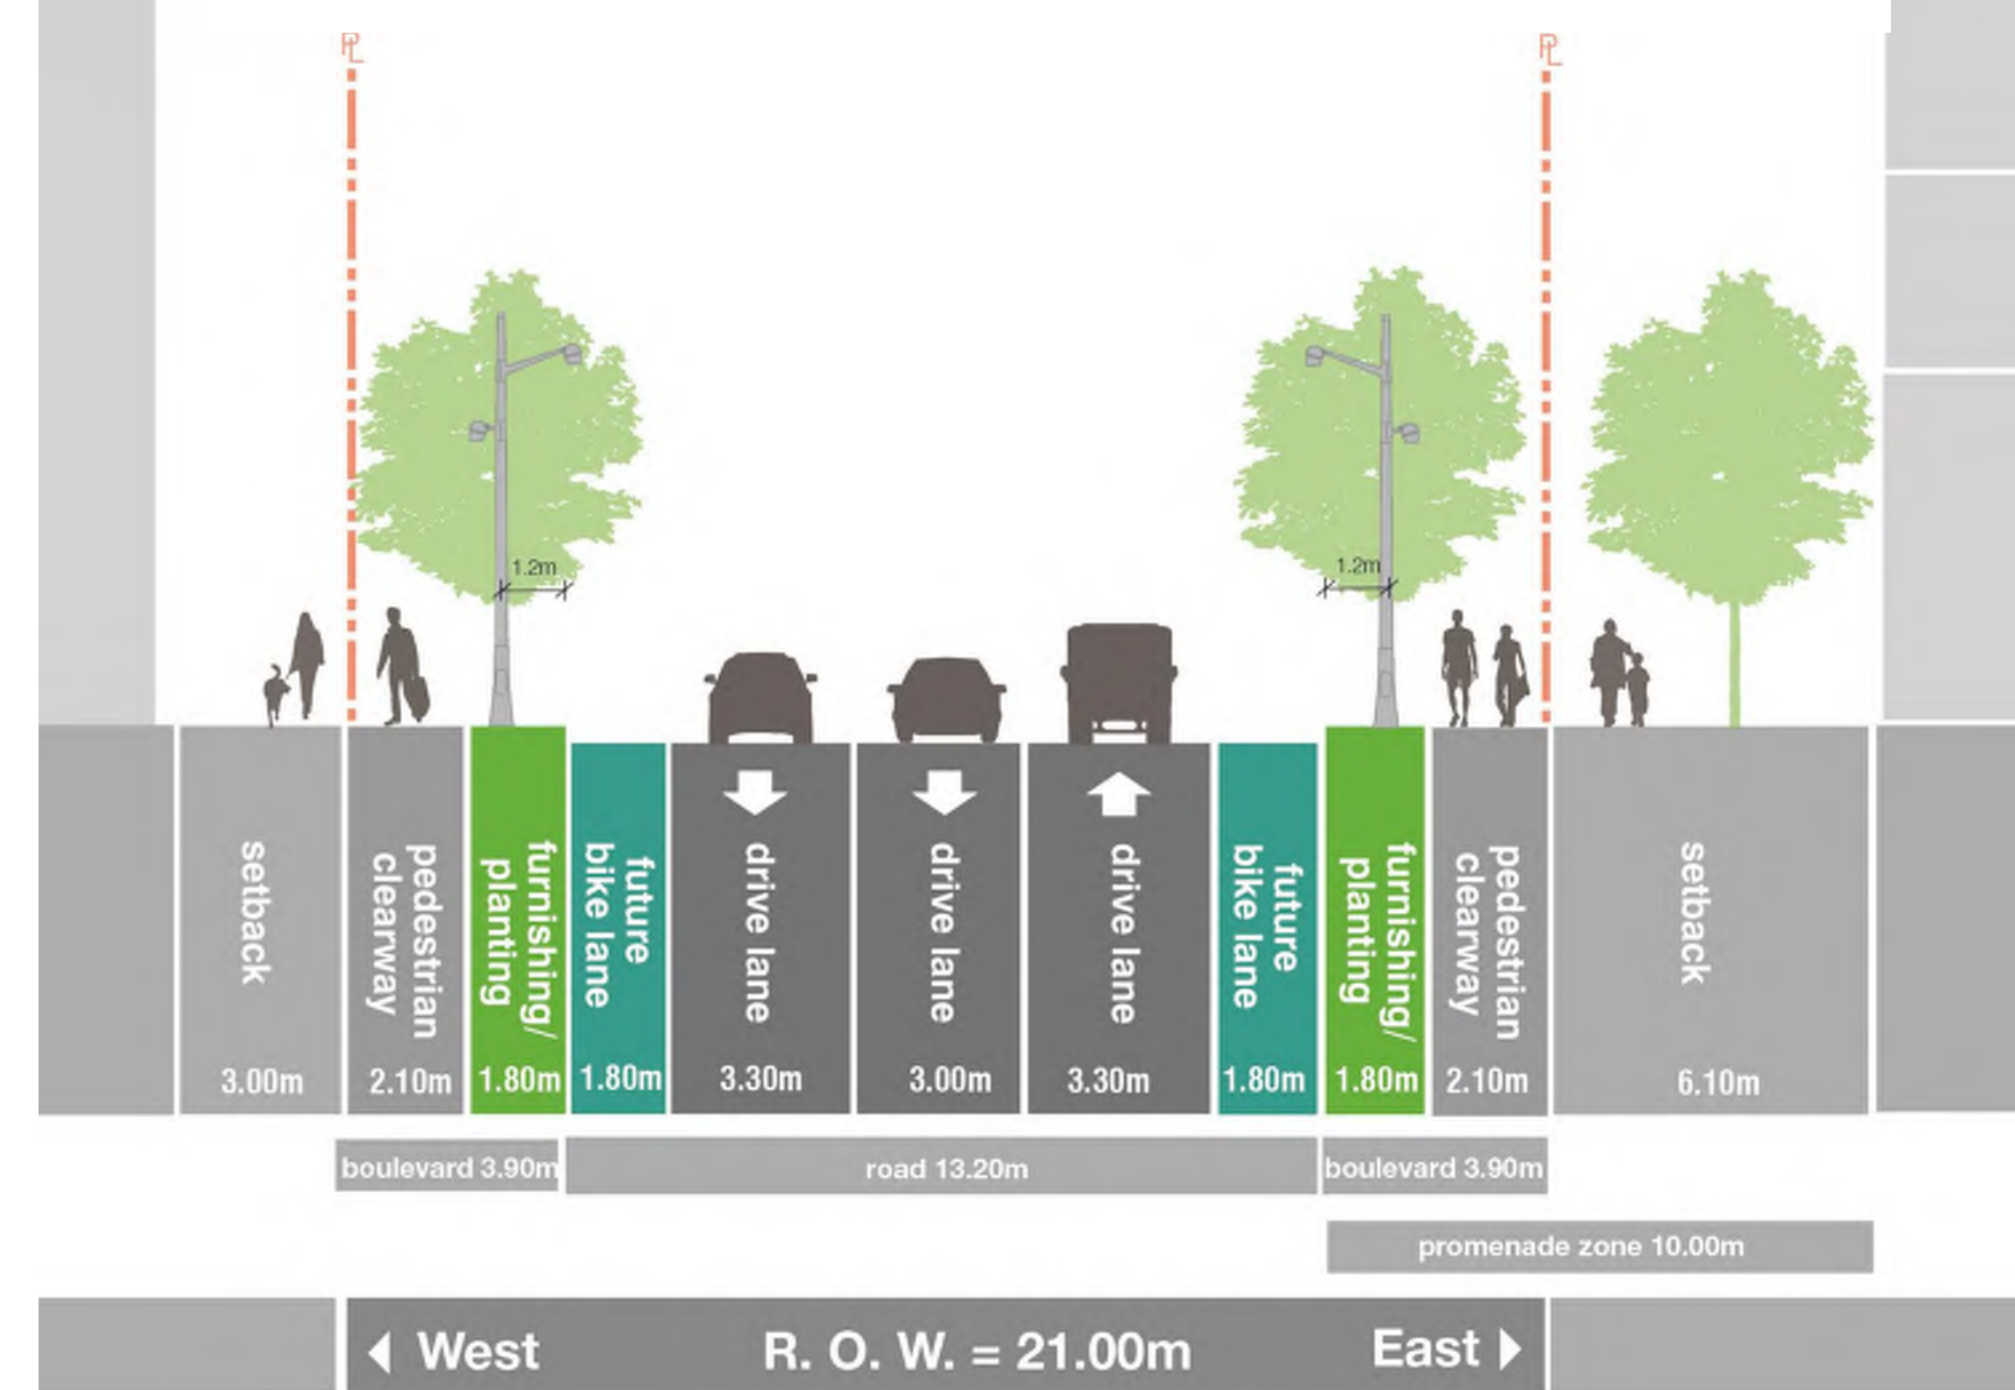 PL
PL
1.2m
1.2m
setback
3.00m
pedestrian
clearway
2.10m
furnishing/
planting
1.80m
future
bike lane
1.80m
drive lane
3.30m
drive lane
3.00m
drive lane
3.30m
future
bike lane
1.80m
furnishing/
planting
1.80m
pedestrian
clearway
2.10m
setback
6.10m
boulevard 3.90m
road 13.20m
boulevard 3.90m
promenade zone 10.00m
West
R. O. W. = 21.00m
East